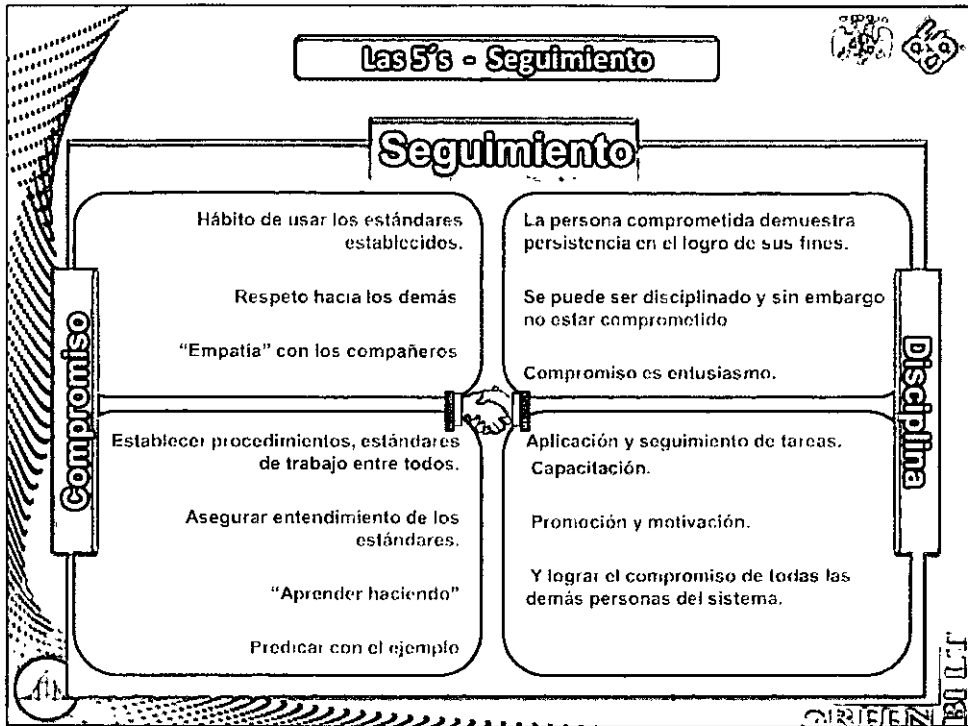 Las 5´s - Seguimiento
Seguimiento
Compromiso
Hábito de usar los estándares
establecidos.
Respeto hacia los demás
"Empatía" con los compañeros
Establecer procedimientos, estándares
de trabajo entre todos.
Asegurar entendimiento de los
estándares.
"Aprender haciendo"
Predicar con el ejemplo
La persona comprometida demuestra
persistencia en el logro de sus fines.
Se puede ser disciplinado y sin embargo
no estar comprometido
Compromiso es entusiasmo.
Aplicación y seguimiento de tareas.
Capacitación.
Promoción y motivación.
Y lograr el compromiso de todas las
demás personas del sistema.
Disciplina